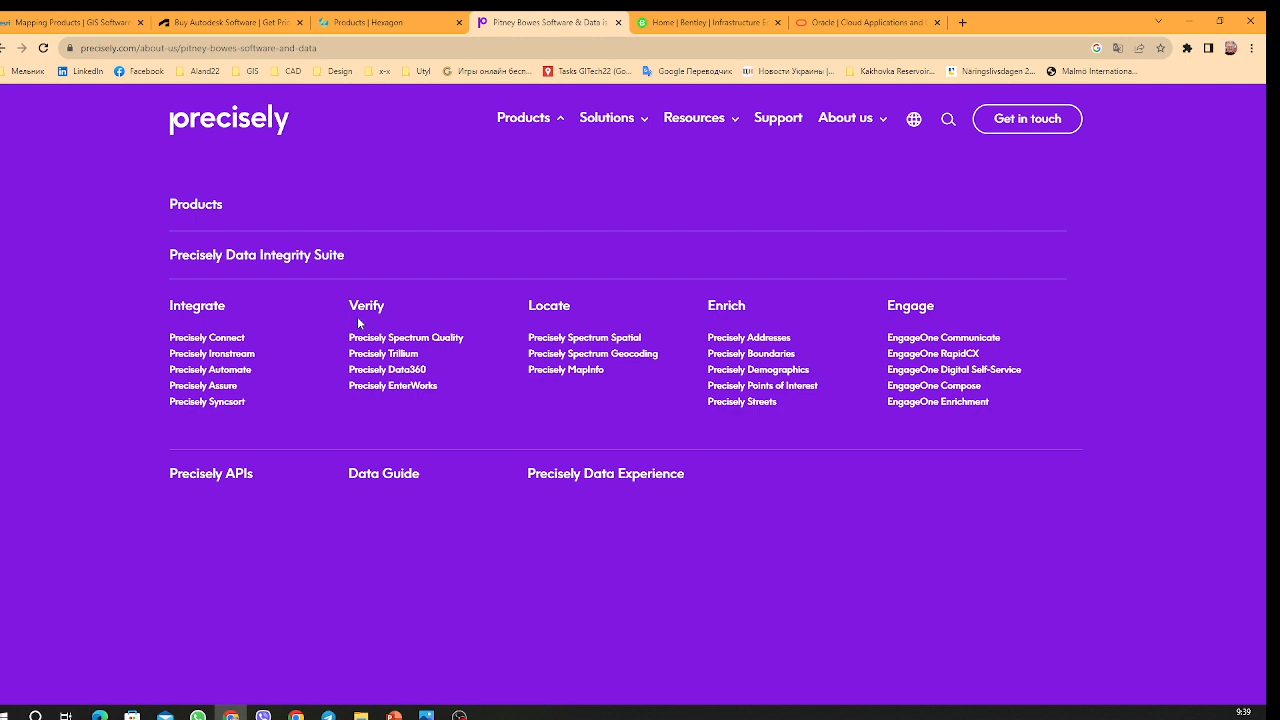 Mapping Products | GIS Software
Buy Autodesk Software | Get Pric
Products | Hexagon
Pitney Bowes Software & Data is
Home | Bentley | Infrastructure E
Oracle | Cloud Applications and C
precisely.com/about-us/pitney-bowes-software-and-data
Мельник
LinkedIn
Facebook
Aland22
GIS
CAD
Design
x-x
Utyl
Игры онлайн бесп...
Tasks GITech22 (Go...
Google Переводчик
Новости Украины |...
Kakhovka Reservoir...
Näringslivsdagen 2...
Malmo Internationa...
precisely
Products
Solutions
Resources
Support
About us
Get in touch
Products
Precisely Data Integrity Suite
Integrate
Precisely Connect
Precisely Ironstream
Precisely Automate
Precisely Assure
Precisely Syncsort
Verify
Precisely Spectrum Quality
Precisely Trillium
Precisely Data360
Precisely EnterWorks
Locate
Precisely Spectrum Spatial
Precisely Spectrum Geocoding
Precisely MapInfo
Enrich
Precisely Addresses
Precisely Boundaries
Precisely Demographics
Precisely Points of Interest
Precisely Streets
Engage
EngageOne Communicate
EngageOne RapidCX
EngageOne Digital Self-Service
EngageOne Compose
EngageOne Enrichment
Precisely APIs
Data Guide
Precisely Data Experience
9:39